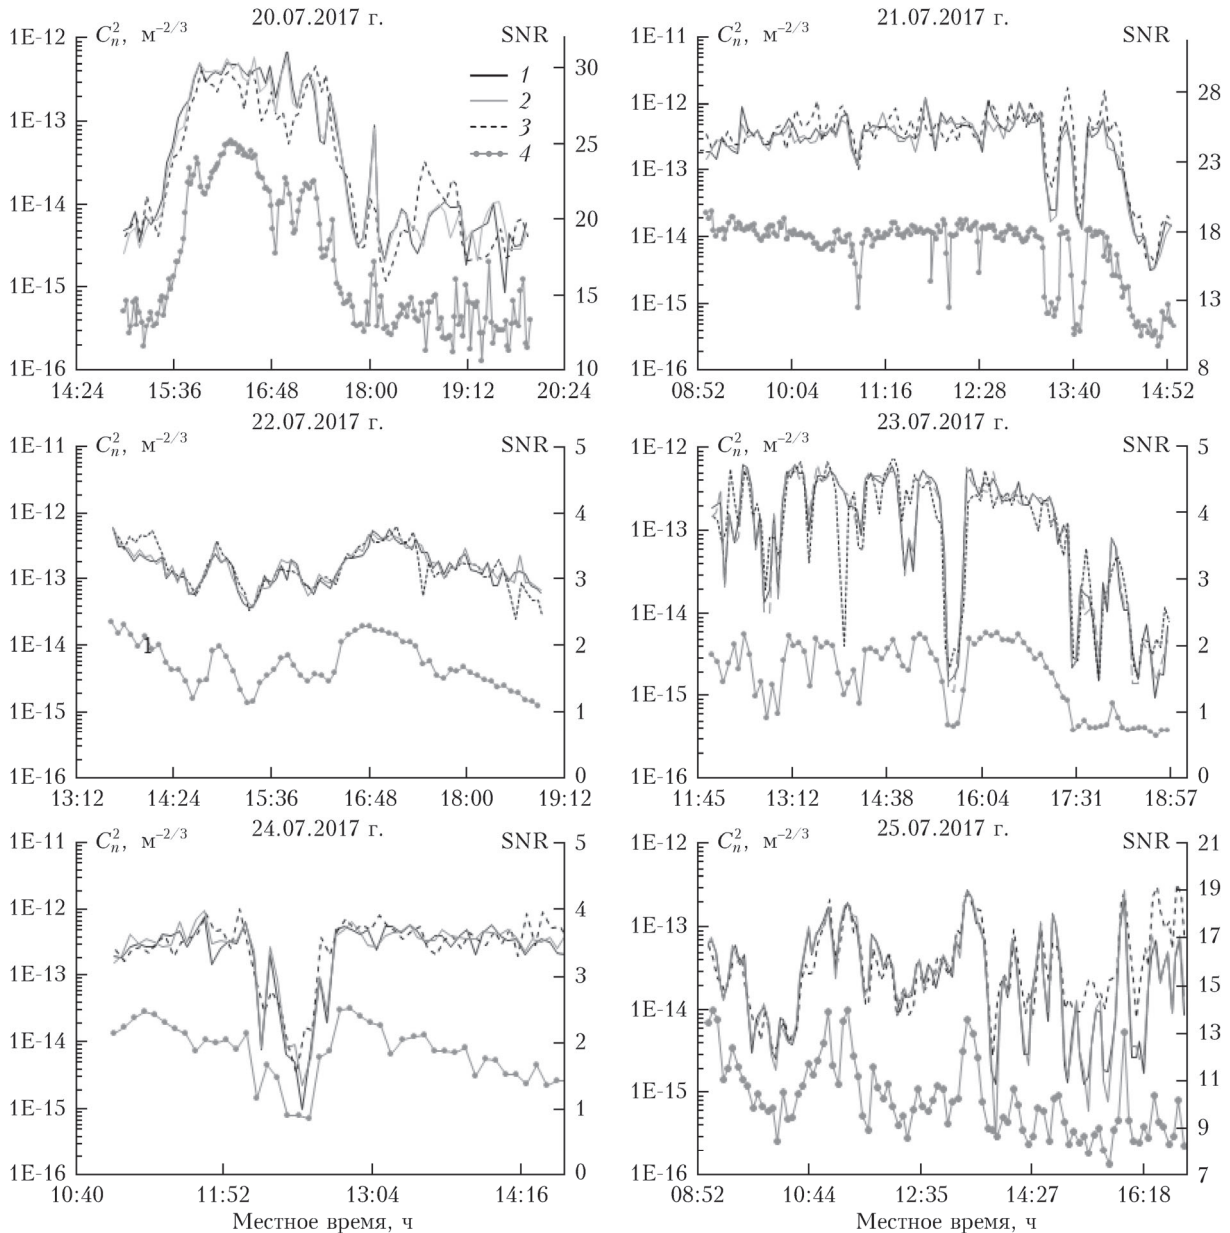 20.07.2017 г.
1E-12 C_n^2, м^{-2/3} SNR
1E-13 30
1E-14 25
1E-15 20
1E-16 15
10
1
2
3
4
14:24 15:36 16:48 18:00 19:12 20:24
21.07.2017 г.
1E-11 C_n^2, м^{-2/3} SNR
1E-12 28
1E-13 23
1E-14 18
1E-15 13
1E-16 8
08:52 10:04 11:16 12:28 13:40 14:52
22.07.2017 г.
1E-11 C_n^2, м^{-2/3} SNR 5
1E-12 4
1E-13 3
1E-14 2
1
1E-15 1
1E-16 0
13:12 14:24 15:36 16:48 18:00 19:12
23.07.2017 г.
1E-12 C_n^2, м^{-2/3} SNR 5
1E-13 4
1E-14 3
1E-15 2
1E-16 1
0
11:45 13:12 14:38 16:04 17:31 18:57
24.07.2017 г.
1E-11 C_n^2, м^{-2/3} SNR 5
1E-12 4
1E-13 3
1E-14 2
1E-15 1
1E-16 0
10:40 11:52 13:04 14:16
Местное время, ч
25.07.2017 г.
1E-12 C_n^2, м^{-2/3} SNR 21
1E-13 19
1E-14 17
1E-15 15
1E-16 13
11
9
7
08:52 10:44 12:35 14:27 16:18
Местное время, ч